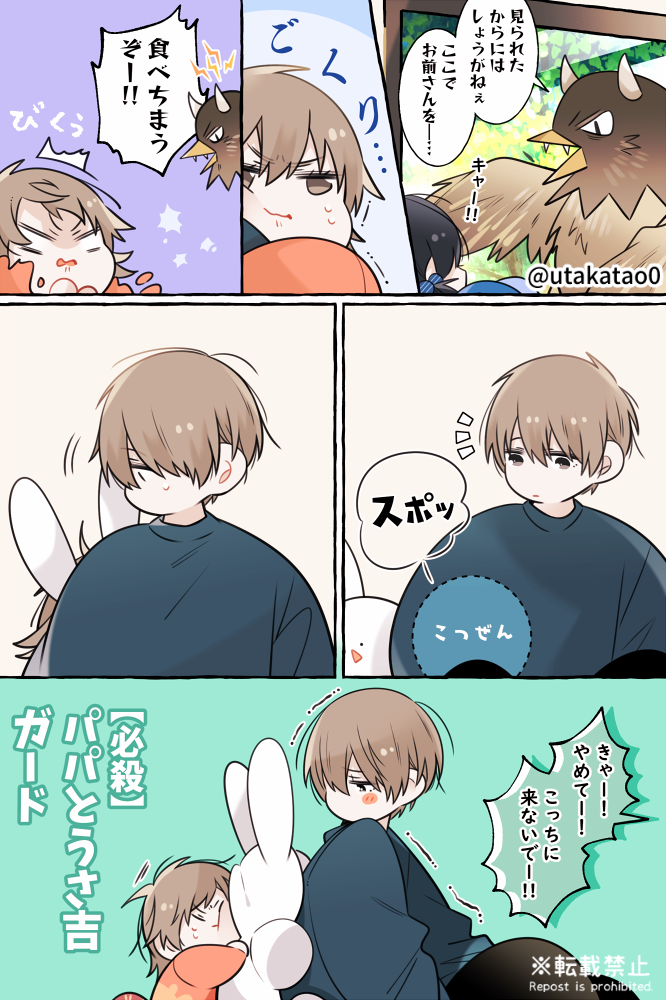 見られた
からには
しょうがねぇ
ここで
お前さんを――…
キャー!!
@utakatao0
ごくり…
食べちまう
ぞー!!
びくぅ
スポッ
こつぜん
きゃー!
やめてー!
こっちに
来ないでー!!
【必殺】
パパとうさ吉
ガード
※転載禁止
Repost is prohibited.